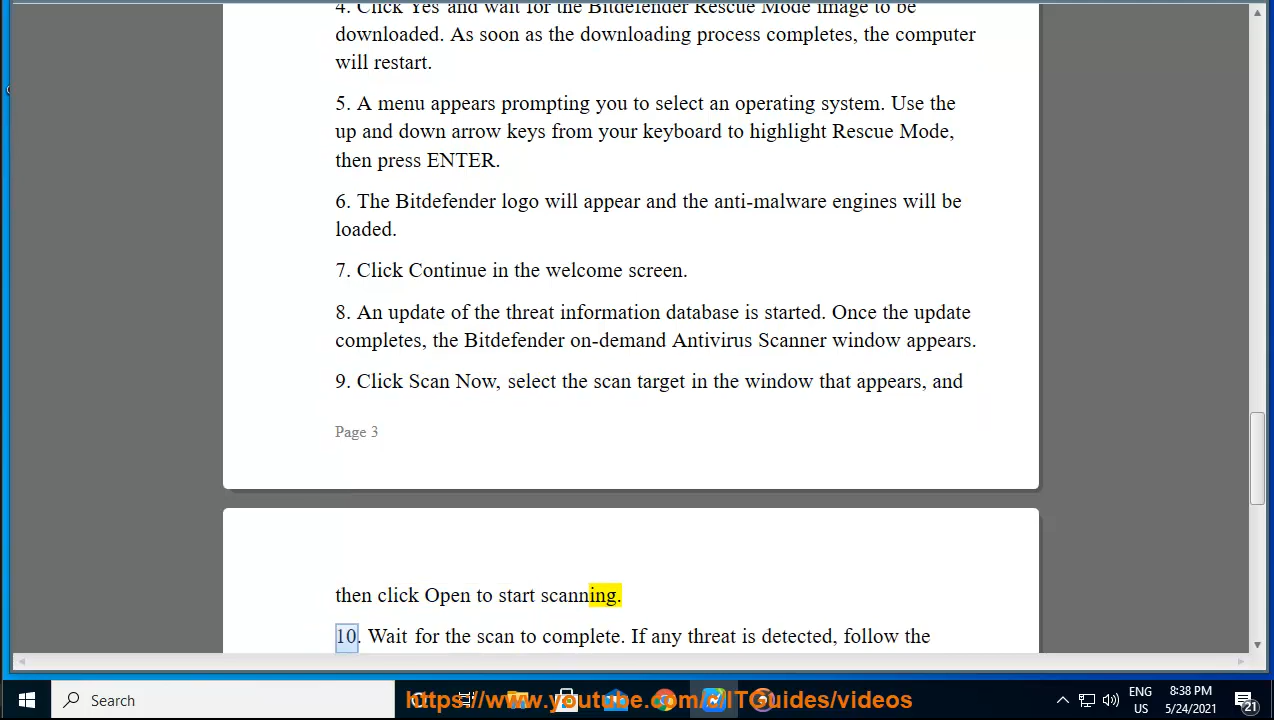 4. Click Yes and wait for the Bitdefender Rescue Mode image to be
downloaded. As soon as the downloading process completes, the computer
will restart.
5. A menu appears prompting you to select an operating system. Use the
up and down arrow keys from your keyboard to highlight Rescue Mode,
then press ENTER.
6. The Bitdefender logo will appear and the anti-malware engines will be
loaded.
7. Click Continue in the welcome screen.
8. An update of the threat information database is started. Once the update
completes, the Bitdefender on-demand Antivirus Scanner window appears.
9. Click Scan Now, select the scan target in the window that appears, and
Page 3
then click Open to start scanning.
10. Wait for the scan to complete. If any threat is detected, follow the
Search
https://www.youtube.com/c/ITGuides/videos
ENG
US
8:38 PM
5/24/2021
21